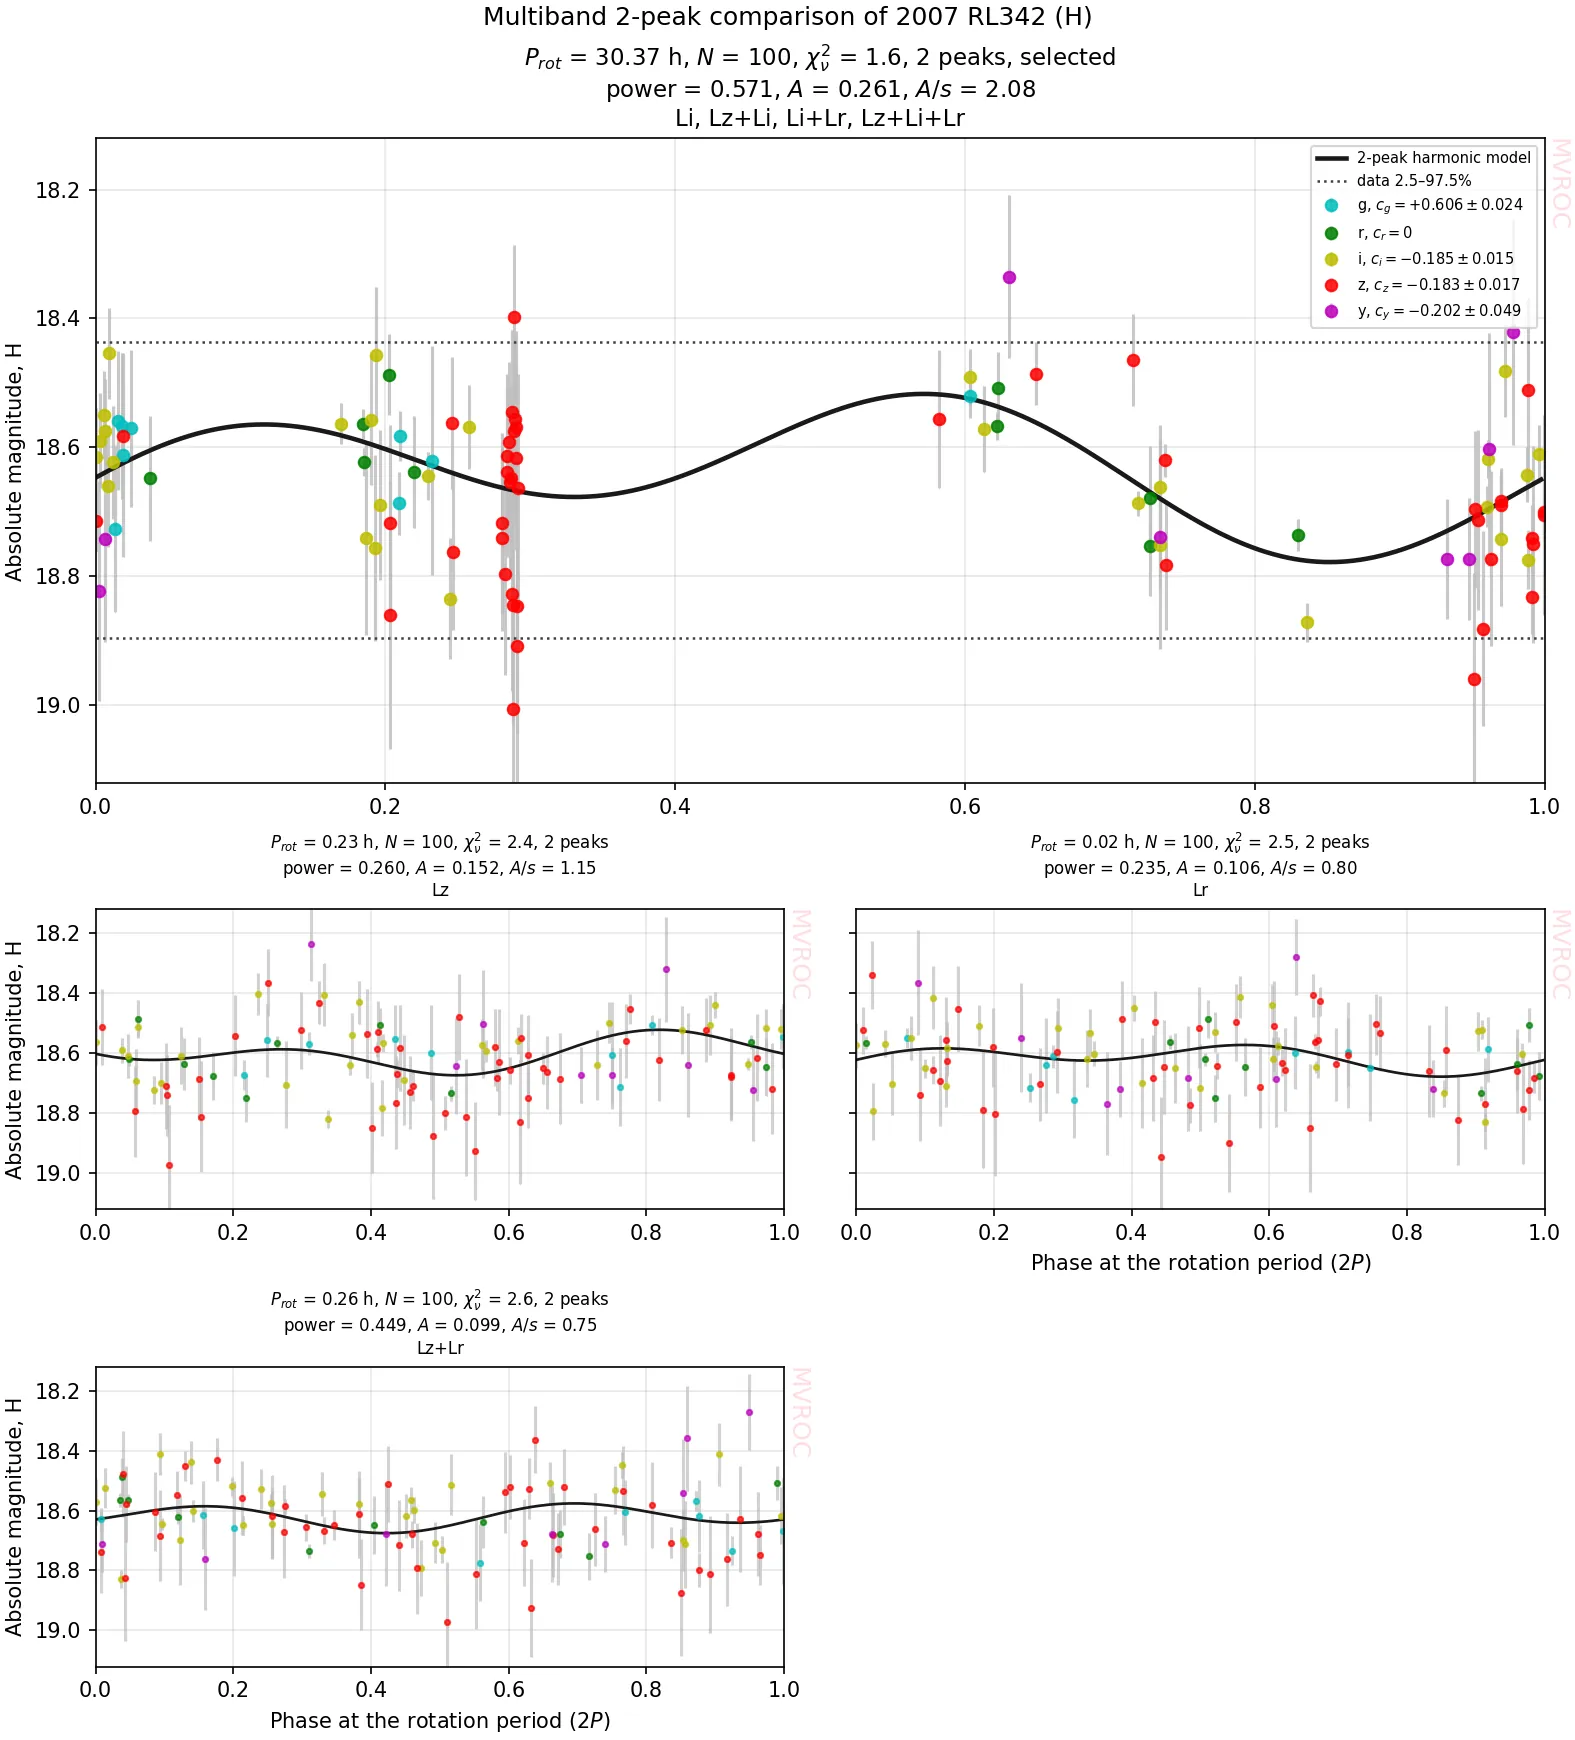 Multiband 2-peak comparison of 2007 RL342 (H)
P_rot = 30.37 h, N = 100, χ²_ν = 1.6, 2 peaks, selected
power = 0.571, A = 0.261, A/s = 2.08
Li, Lz+Li, Li+Lr, Lz+Li+Lr
2-peak harmonic model
data 2.5–97.5%
g, c_g = +0.606 ± 0.024
r, c_r = 0
i, c_i = −0.185 ± 0.015
z, c_z = −0.183 ± 0.017
y, c_y = −0.202 ± 0.049
MVROC
Absolute magnitude, H
18.2
18.4
18.6
18.8
19.0
0.0 0.2 0.4 0.6 0.8 1.0
P_rot = 0.23 h, N = 100, χ²_ν = 2.4, 2 peaks
power = 0.260, A = 0.152, A/s = 1.15
Lz
MVROC
Absolute magnitude, H
18.2
18.4
18.6
18.8
19.0
0.0 0.2 0.4 0.6 0.8 1.0
P_rot = 0.02 h, N = 100, χ²_ν = 2.5, 2 peaks
power = 0.235, A = 0.106, A/s = 0.80
Lr
MVROC
0.0 0.2 0.4 0.6 0.8 1.0
Phase at the rotation period (2P)
P_rot = 0.26 h, N = 100, χ²_ν = 2.6, 2 peaks
power = 0.449, A = 0.099, A/s = 0.75
Lz+Lr
MVROC
Absolute magnitude, H
18.2
18.4
18.6
18.8
19.0
0.0 0.2 0.4 0.6 0.8 1.0
Phase at the rotation period (2P)